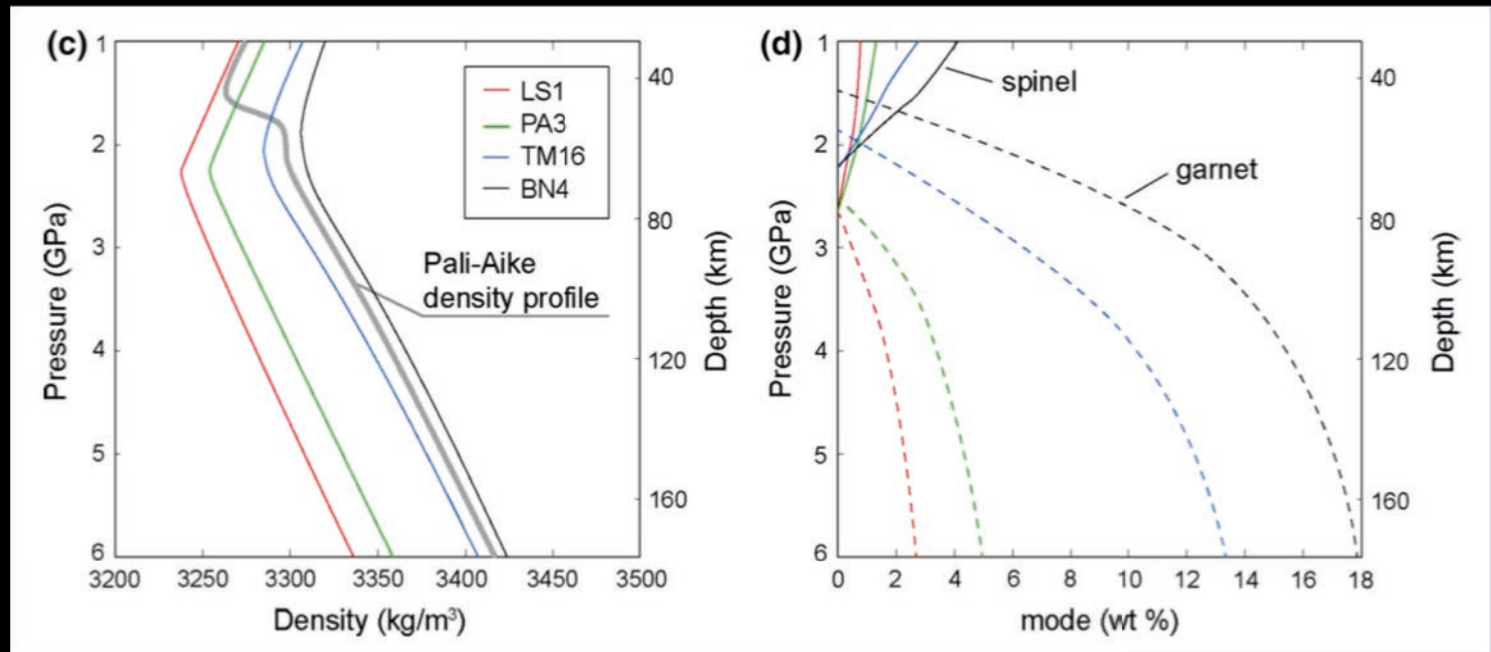 (c)
1
2
3
4
5
6
Pressure (GPa)
3200
3250
3300
3350
3400
3450
3500
Density (kg/m³)
40
80
120
160
Depth (km)
LS1
PA3
TM16
BN4
Pali-Aike
density profile
(d)
1
2
3
4
5
6
Pressure (GPa)
0
2
4
6
8
10
12
14
16
18
mode (wt %)
40
80
120
160
Depth (km)
spinel
garnet